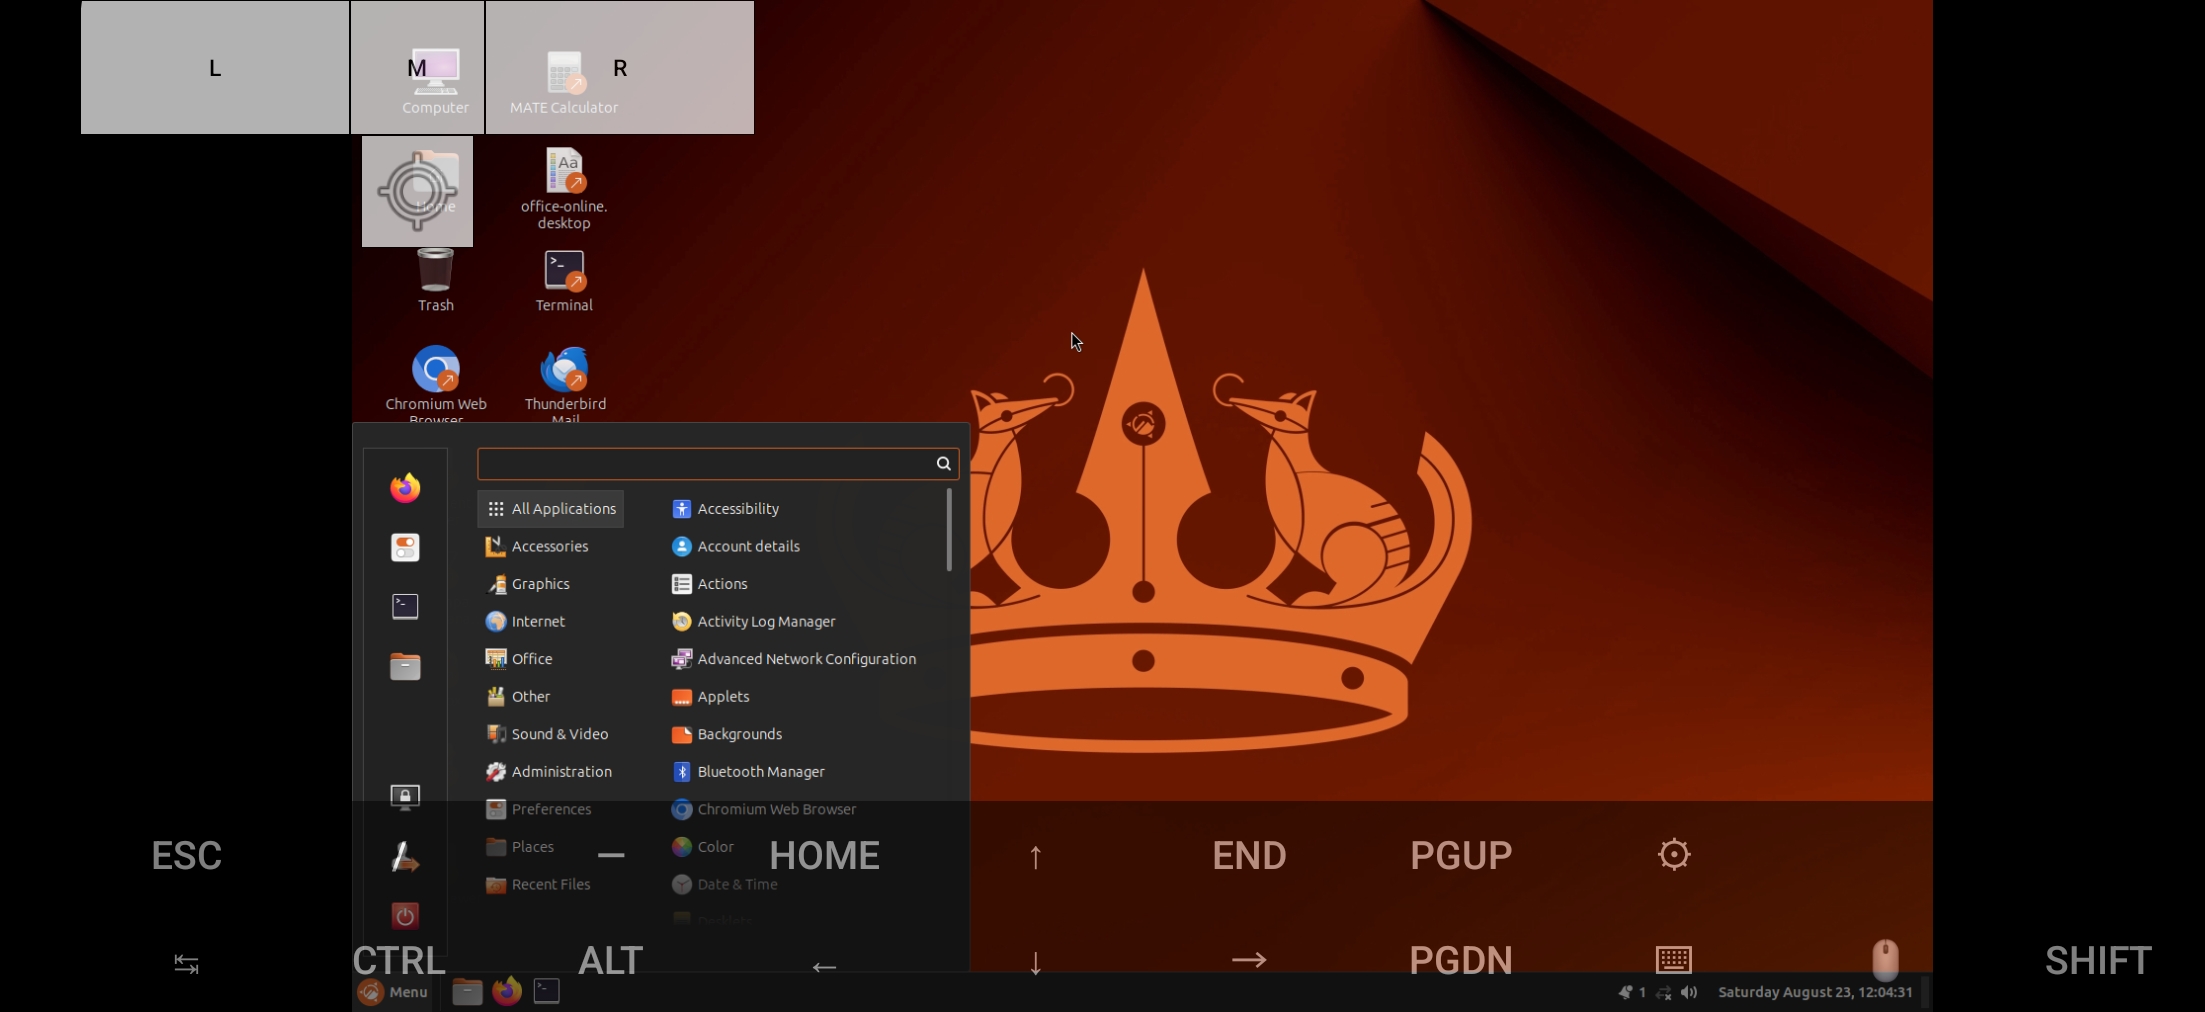 L
M
R
Computer
MATE Calculator
Home
Aa
office-online.
desktop
Trash
Terminal
Chromium Web
Browser
Thunderbird
Mail
All Applications
Accessories
Graphics
Internet
Office
Other
Sound & Video
Administration
Preferences
Places
Recent Files
Accessibility
Account details
Actions
Activity Log Manager
Advanced Network Configuration
Applets
Backgrounds
Bluetooth Manager
Chromium Web Browser
Color
Date & Time
Desklets
ESC
–
HOME
↑
END
PGUP
CTRL
ALT
←
↓
→
PGDN
SHIFT
Menu
1
Saturday August 23, 12:04:31